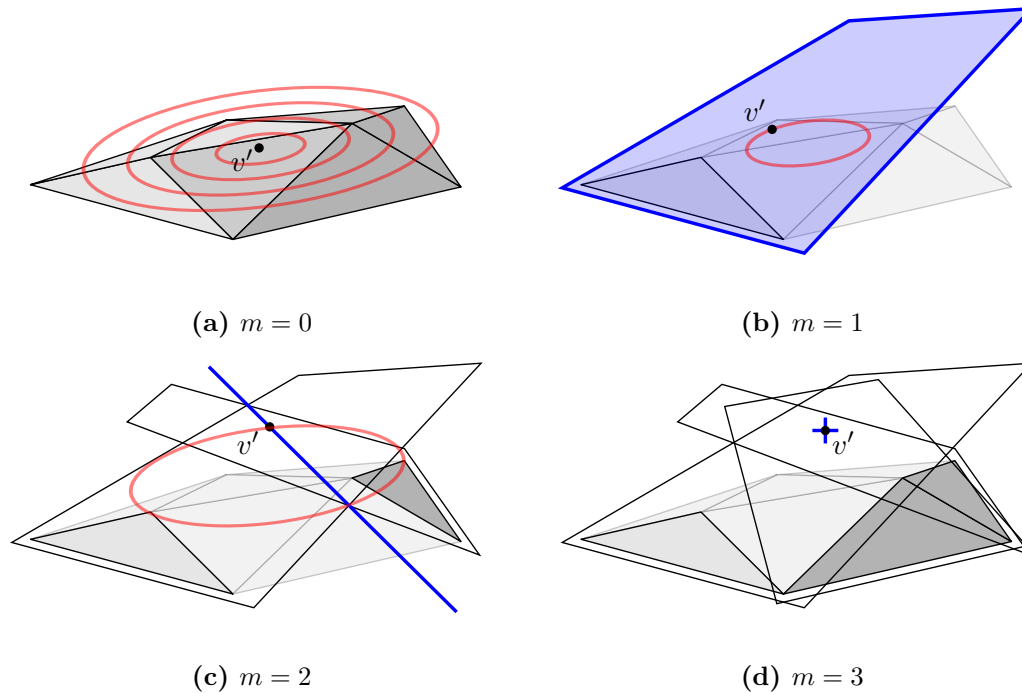 v′
v′
(a) m = 0
(b) m = 1
v′
v′
(c) m = 2
(d) m = 3